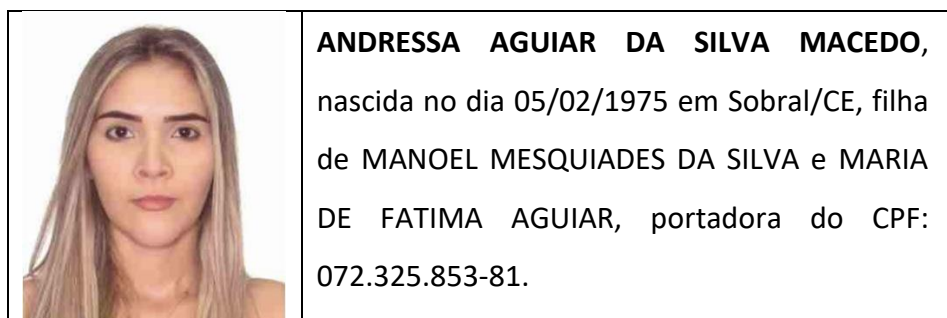 ANDRESSA AGUIAR DA SILVA MACEDO,
nascida no dia 05/02/1975 em Sobral/CE, filha
de MANOEL MESQUIADES DA SILVA e MARIA
DE FATIMA AGUIAR, portadora do CPF:
072.325.853-81.